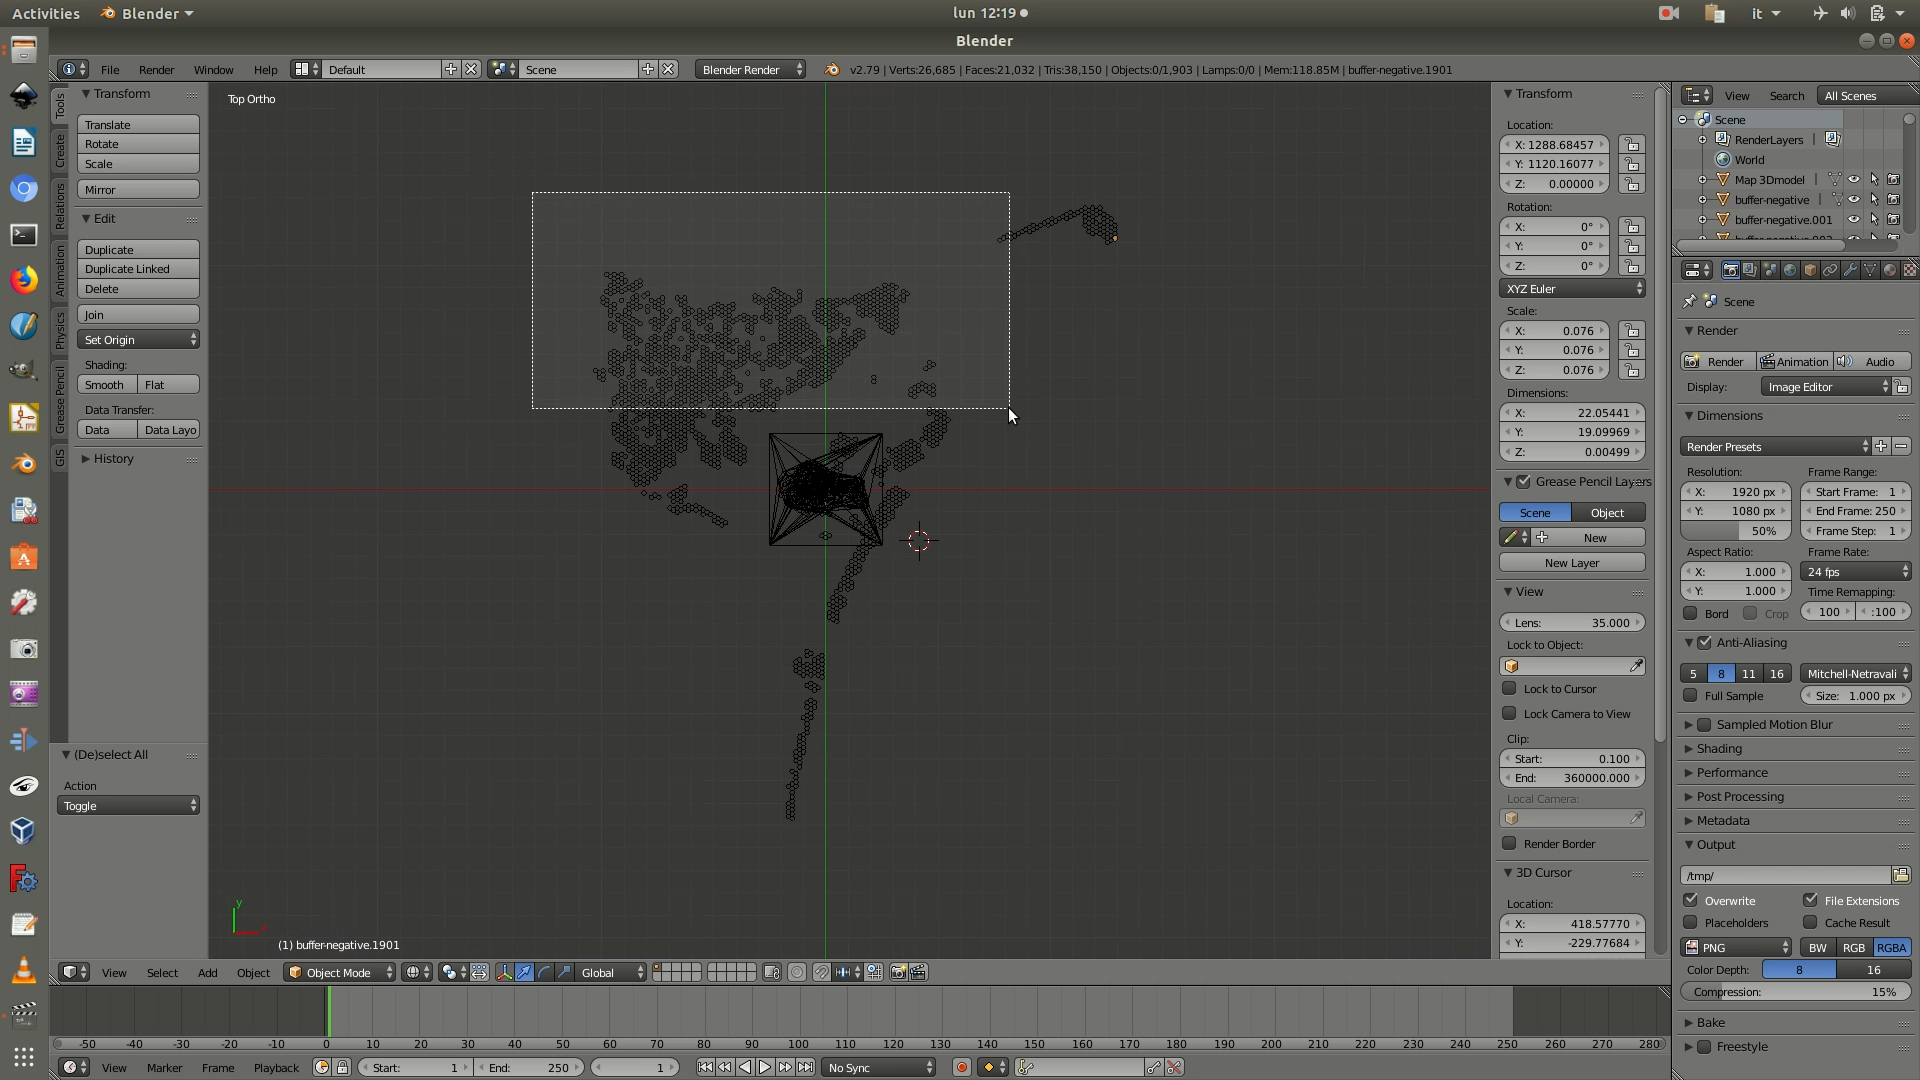 Activities Blender lun 12:19 it
Blender
File Render Window Help Default Scene Blender Render v2.79 | Verts:26,685 | Faces:21,032 | Tris:38,150 | Objects:0/1,903 | Lamps:0/0 | Mem:118.85M | buffer-negative.1901
Tools
Create
Relations
Animation
Physics
Grease Pencil
GIS
Transform
Translate
Rotate
Scale
Mirror
Edit
Duplicate
Duplicate Linked
Delete
Join
Set Origin
Shading:
Smooth Flat
Data Transfer:
Data Data Layo
History
(De)select All
Action
Toggle
Top Ortho
y
(1) buffer-negative.1901
Transform
Location:
X: 1288.68457
Y: 1120.16077
Z: 0.00000
Rotation:
X: 0°
Y: 0°
Z: 0°
XYZ Euler
Scale:
X: 0.076
Y: 0.076
Z: 0.076
Dimensions:
X: 22.05441
Y: 19.09969
Z: 0.00499
Grease Pencil Layers
Scene Object
New
New Layer
View
Lens: 35.000
Lock to Object:
Lock to Cursor
Lock Camera to View
Clip:
Start: 0.100
End: 360000.000
Local Camera:
Render Border
3D Cursor
Location:
X: 418.57770
Y: -229.77684
View Search All Scenes
Scene
RenderLayers
World
Map 3Dmodel
buffer-negative
buffer-negative.001
Scene
Render
Render Animation Audio
Display: Image Editor
Dimensions
Render Presets
Resolution: Frame Range:
X: 1920 px Start Frame: 1
Y: 1080 px End Frame: 250
50% Frame Step: 1
Aspect Ratio: Frame Rate:
X: 1.000 24 fps
Y: 1.000 Time Remapping:
Bord Crop 100 :100
Anti-Aliasing
5 8 11 16 Mitchell-Netravali
Full Sample Size: 1.000 px
Sampled Motion Blur
Shading
Performance
Post Processing
Metadata
Output
/tmp/
Overwrite File Extensions
Placeholders Cache Result
PNG BW RGB RGBA
Color Depth: 8 16
Compression: 15%
Bake
Freestyle
View Select Add Object Object Mode Global
-50 -40 -30 -20 -10 0 10 20 30 40 50 60 70 80 90 100 110 120 130 140 150 160 170 180 190 200 210 220 230 240 250 260 270 280
View Marker Frame Playback Start: 1 End: 250 1 No Sync